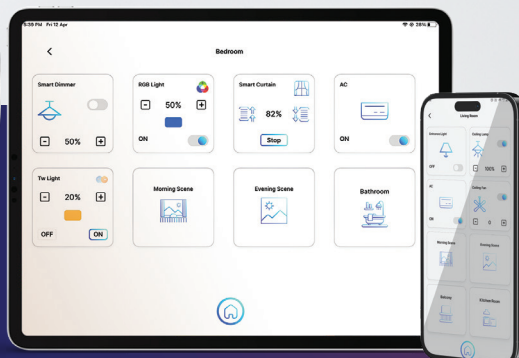 5:39 PM Fri 12 Apr
20%
Bedroom
Smart Dimmer
RGB Light
Smart Curtain
AC
50%
82%
50%
ON
Stop
ON
Tw Light
Morning Scene
Evening Scene
Bathroom
20%
OFF
ON
Living Room
Ceiling Lamp
OFF
100%
AC
Ceiling Fan
ON
Morning Scene
Evening Scene
Balcony
Kitchen Room